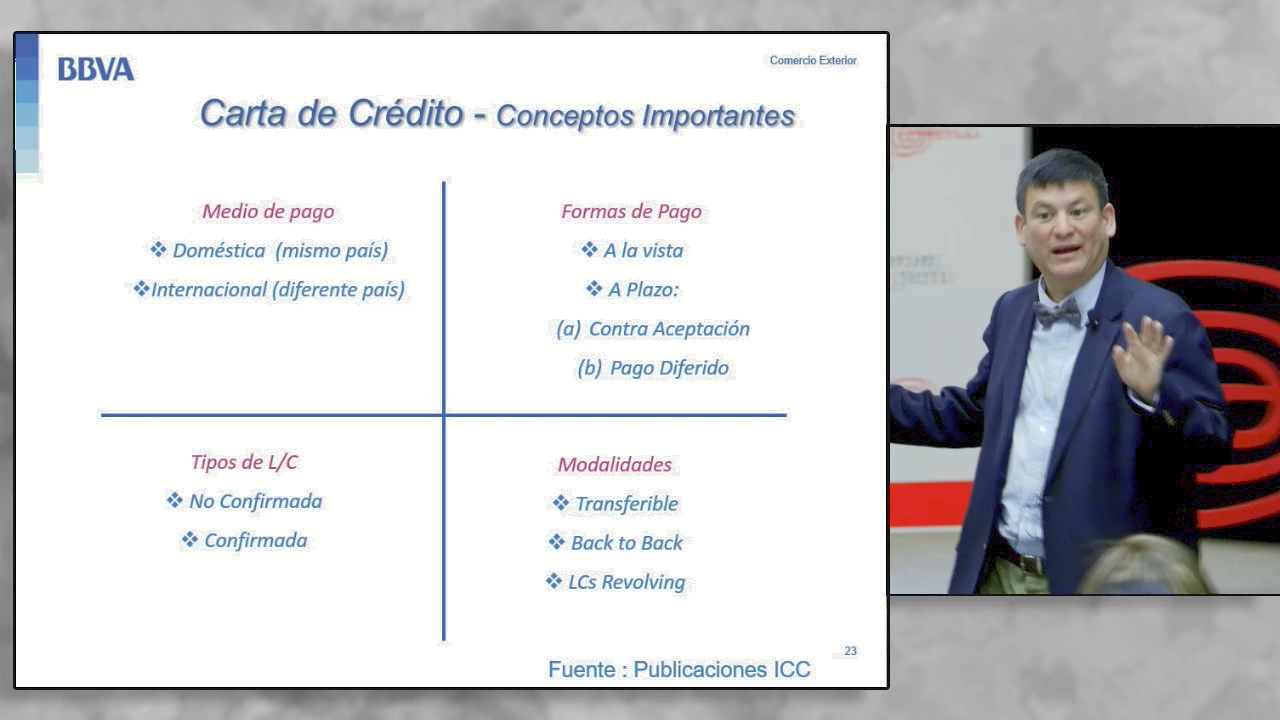 BBVA
Comercio Exterior
Carta de Crédito - Conceptos Importantes
Medio de pago
❖ Doméstica (mismo país)
❖Internacional (diferente país)
Formas de Pago
❖ A la vista
❖ A Plazo:
(a) Contra Aceptación
(b) Pago Diferido
Tipos de L/C
❖ No Confirmada
❖ Confirmada
Modalidades
❖ Transferible
❖ Back to Back
❖ LCs Revolving
23
Fuente : Publicaciones ICC